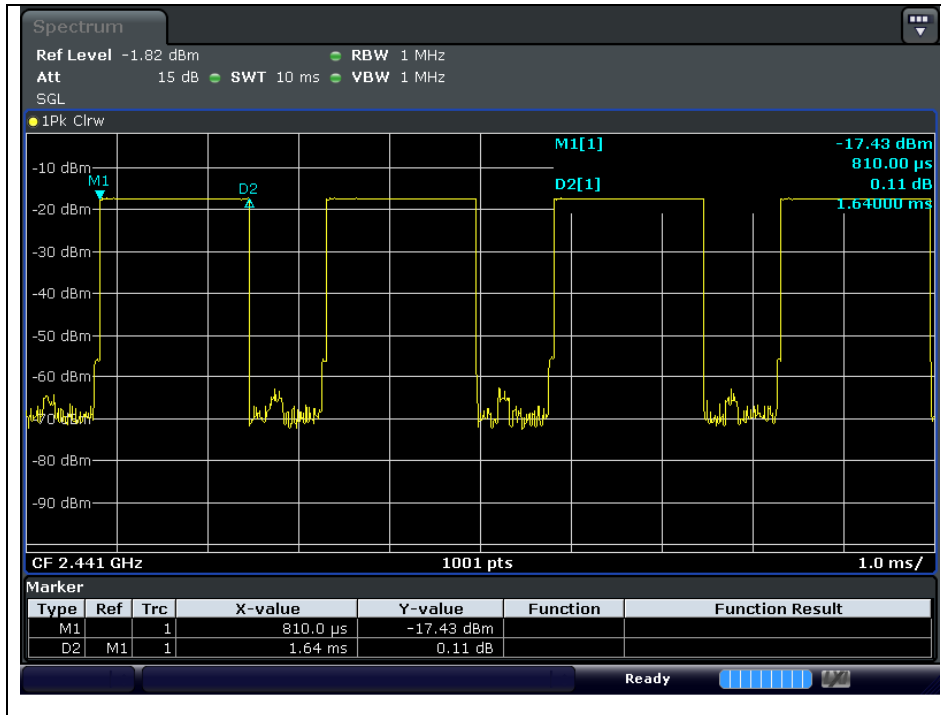 Spectrum
Ref Level -1.82 dBm RBW 1 MHz
Att 15 dB SWT 10 ms VBW 1 MHz
SGL
1Pk Clrw
M1[1] -17.43 dBm
810.00 µs
D2[1] 0.11 dB
1.64000 ms
-10 dBm
M1
D2
-20 dBm
-30 dBm
-40 dBm
-50 dBm
-60 dBm
-70 dBm
-80 dBm
-90 dBm
CF 2.441 GHz 1001 pts 1.0 ms/
Marker
Type Ref Trc X-value Y-value Function Function Result
M1 1 810.0 µs -17.43 dBm
D2 M1 1 1.64 ms 0.11 dB
Ready